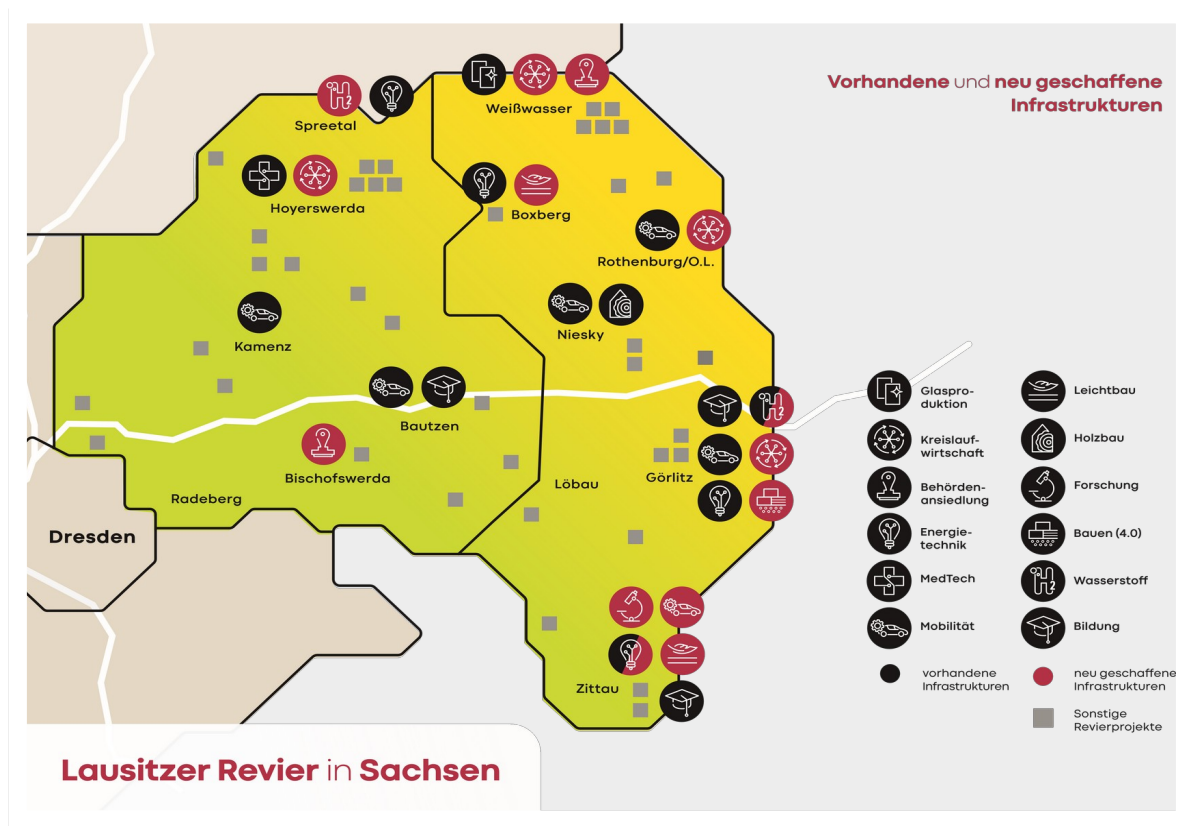 Vorhandene und neu geschaffene
Infrastrukturen
Spreetal
Weißwasser
Hoyerswerda
Boxberg
Rothenburg/O.L.
Niesky
Kamenz
Bautzen
Bischofswerda
Radeberg
Löbau
Görlitz
Dresden
Zittau
Glaspro-
duktion
Kreislauf-
wirtschaft
Behörden-
ansiedlung
Energie-
technik
MedTech
Mobilität
vorhandene
Infrastrukturen
Leichtbau
Holzbau
Forschung
Bauen (4.0)
Wasserstoff
Bildung
neu geschaffene
Infrastrukturen
Sonstige
Revierprojekte
Lausitzer Revier in Sachsen